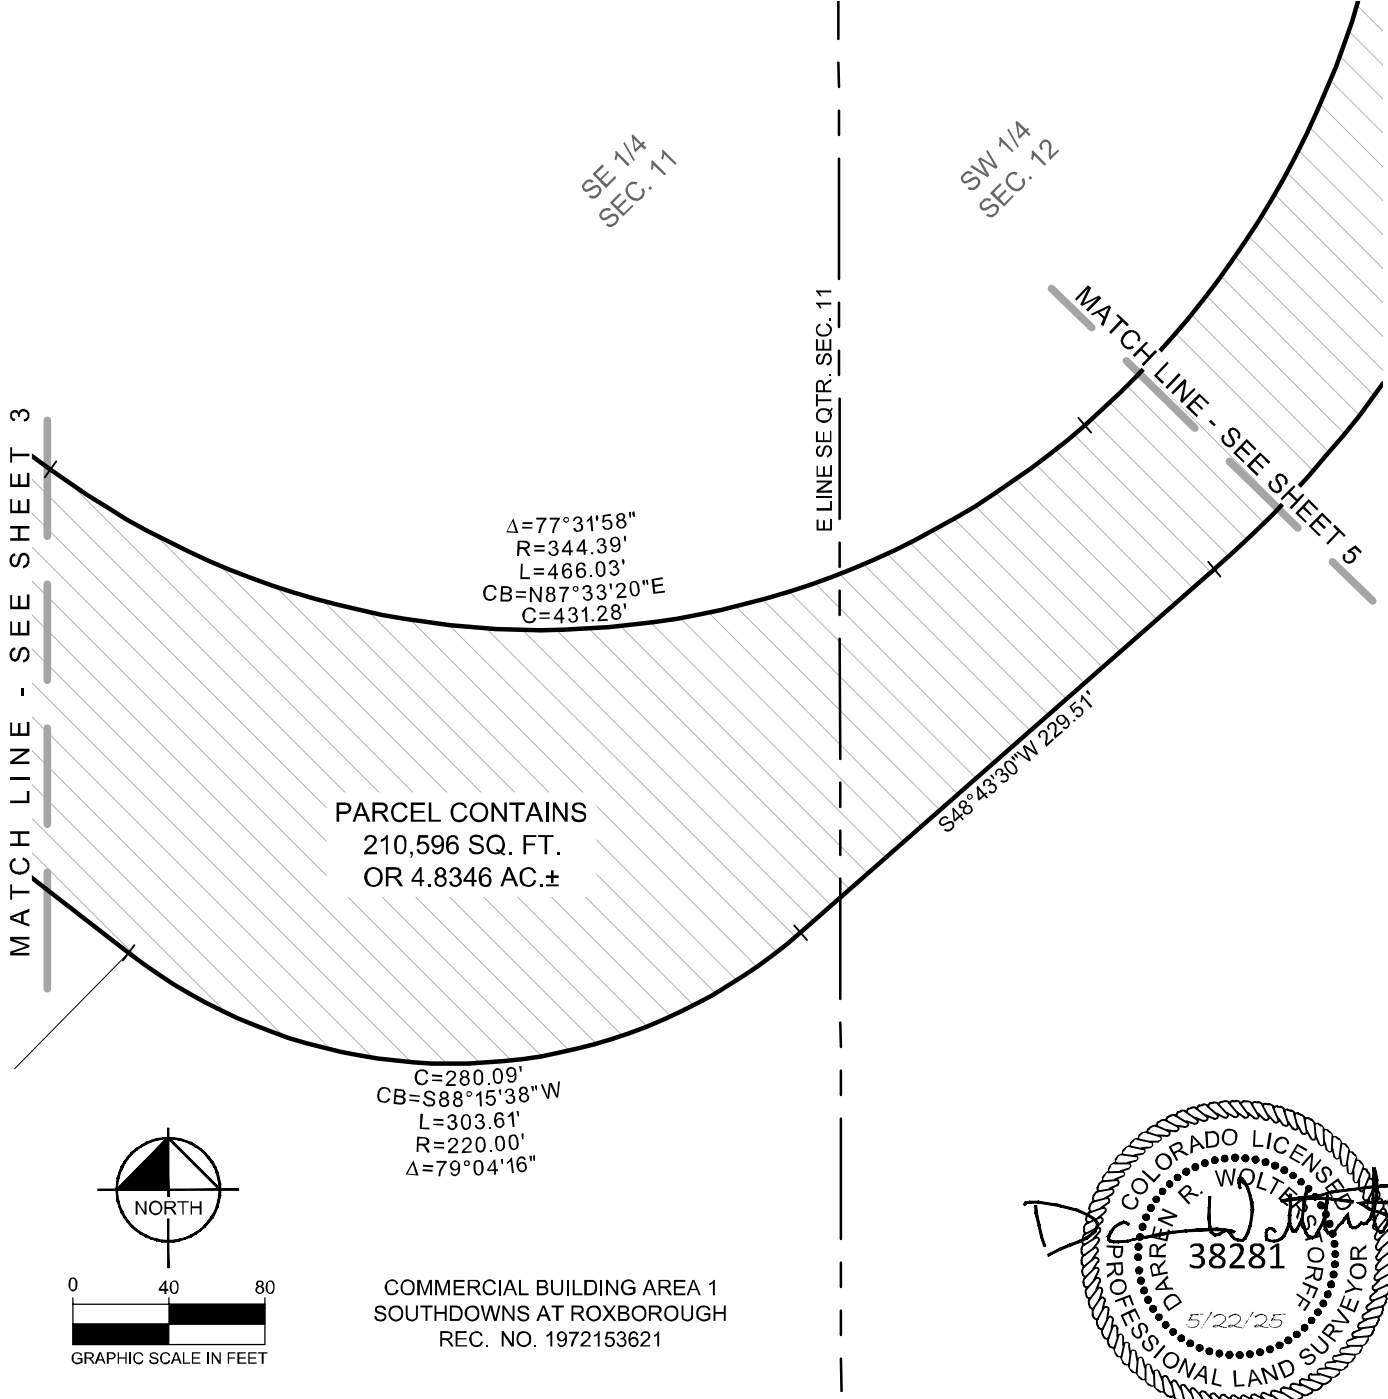 SE 1/4
SEC. 11
SW 1/4
SEC. 12
E LINE SE QTR. SEC. 11
MATCH LINE - SEE SHEET 5
MATCH LINE - SEE SHEET 3
Δ=77°31'58"
R=344.39'
L=466.03'
CB=N87°33'20"E
C=431.28'
S48°43'30"W 229.51'
PARCEL CONTAINS
210,596 SQ. FT.
OR 4.8346 AC.±
C=280.09'
CB=S88°15'38"W
L=303.61'
R=220.00'
Δ=79°04'16"
NORTH
0 40 80
GRAPHIC SCALE IN FEET
COMMERCIAL BUILDING AREA 1
SOUTHDOWNS AT ROXBOROUGH
REC. NO. 1972153621
COLORADO LICENSED
DARREN R. WOLTERSTORFF
38281
5/22/25
PROFESSIONAL LAND SURVEYOR